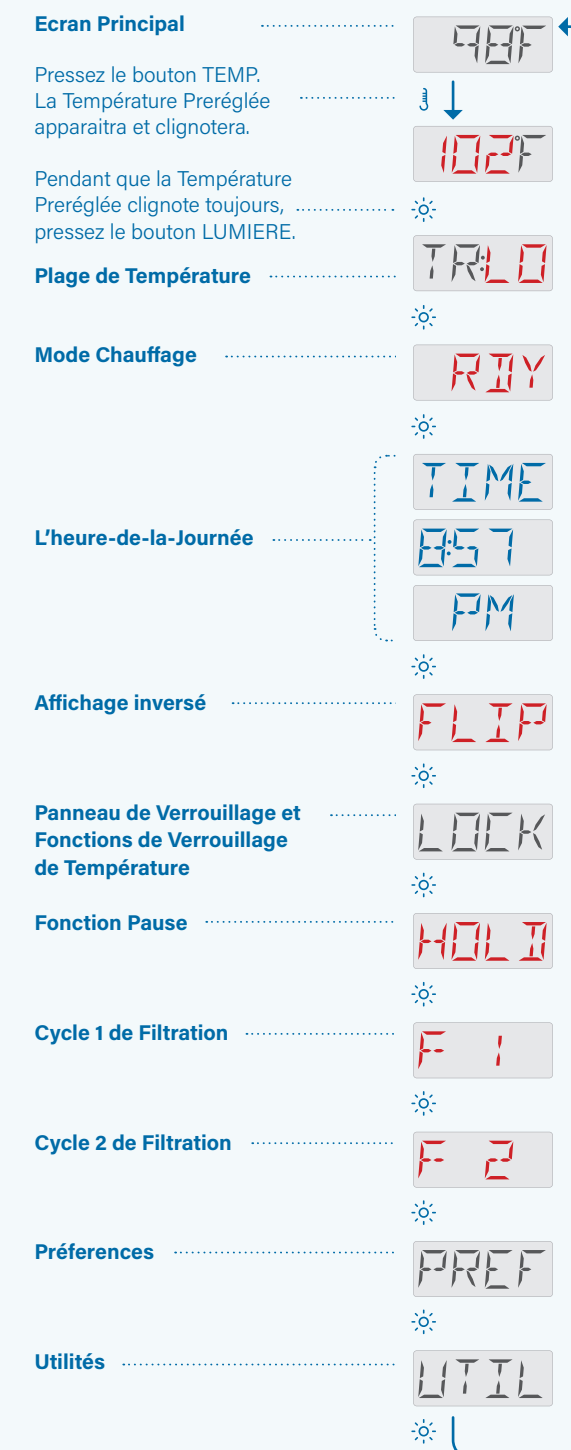 Ecran Principal
98°F
Pressez le bouton TEMP.
La Température Preréglée
apparaitra et clignotera.
102°F
Pendant que la Température
Preréglée clignote toujours,
pressez le bouton LUMIERE.
Plage de Température
TR:LO
Mode Chauffage
RDY
TIME
L'heure-de-la-Journée
8:57
PM
Affichage inversé
FLIP
Panneau de Verrouillage et
Fonctions de Verrouillage
de Température
LOCK
Fonction Pause
HOLD
Cycle 1 de Filtration
F 1
Cycle 2 de Filtration
F 2
Préferences
PREF
Utilités
UTIL